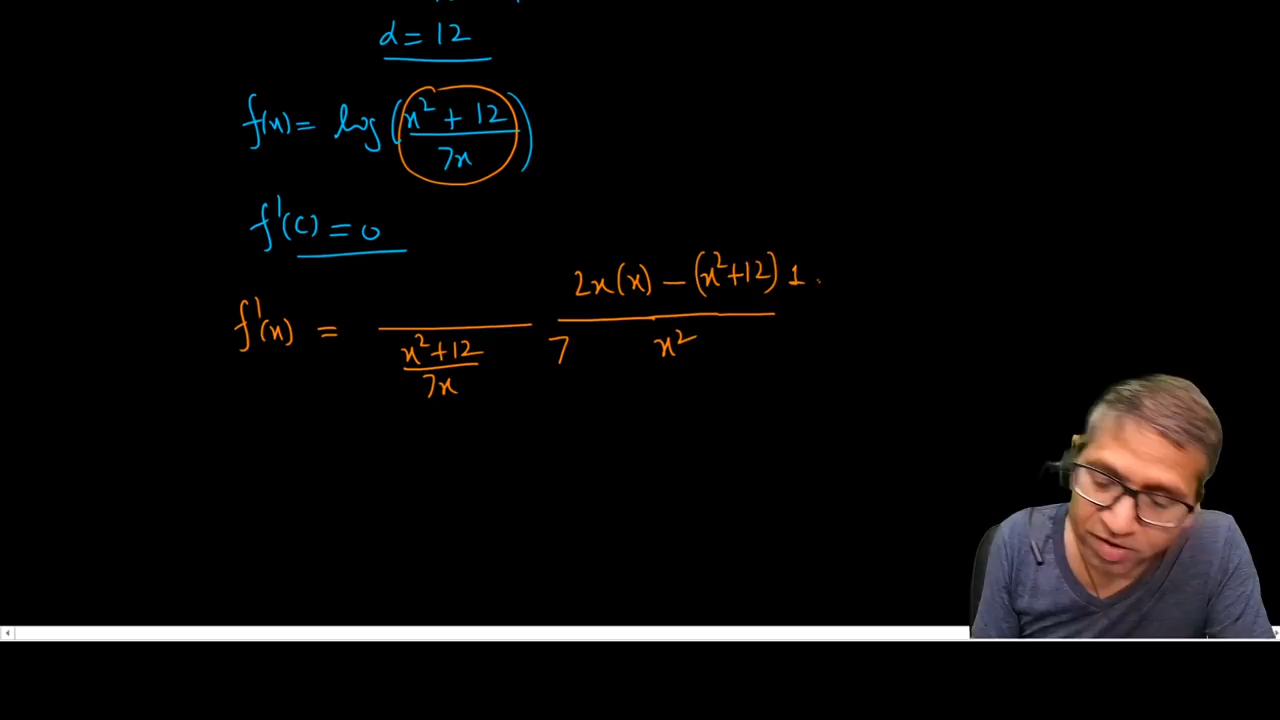 α = 12
f(x) = log ( (x² + 12) / 7x )
f'(c) = 0
f'(x) = — / ( (x²+12) / 7x ) (2x(x) − (x²+12) 1 .) / (7 x²)